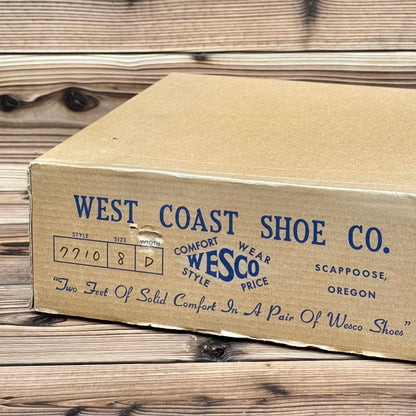 WEST COAST SHOE CO.
STYLE SIZE WIDTH
7710 8 D
COMFORT WEAR
WESCO
STYLE PRICE
SCAPPOOSE,
OREGON
"Two Feet Of Solid Comfort In A Pair Of Wesco Shoes"